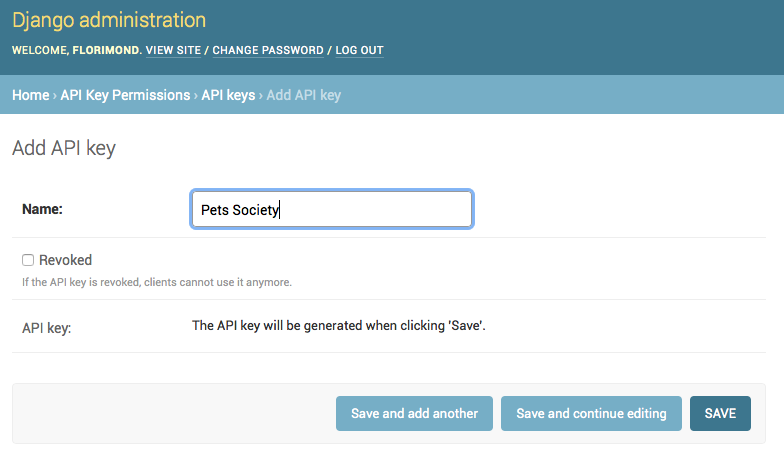 Django administration
WELCOME, FLORIMOND. VIEW SITE / CHANGE PASSWORD / LOG OUT
Home › API Key Permissions › API keys › Add API key
Add API key
Name: Pets Society
Revoked
If the API key is revoked, clients cannot use it anymore.
API key: The API key will be generated when clicking 'Save'.
Save and add another Save and continue editing SAVE